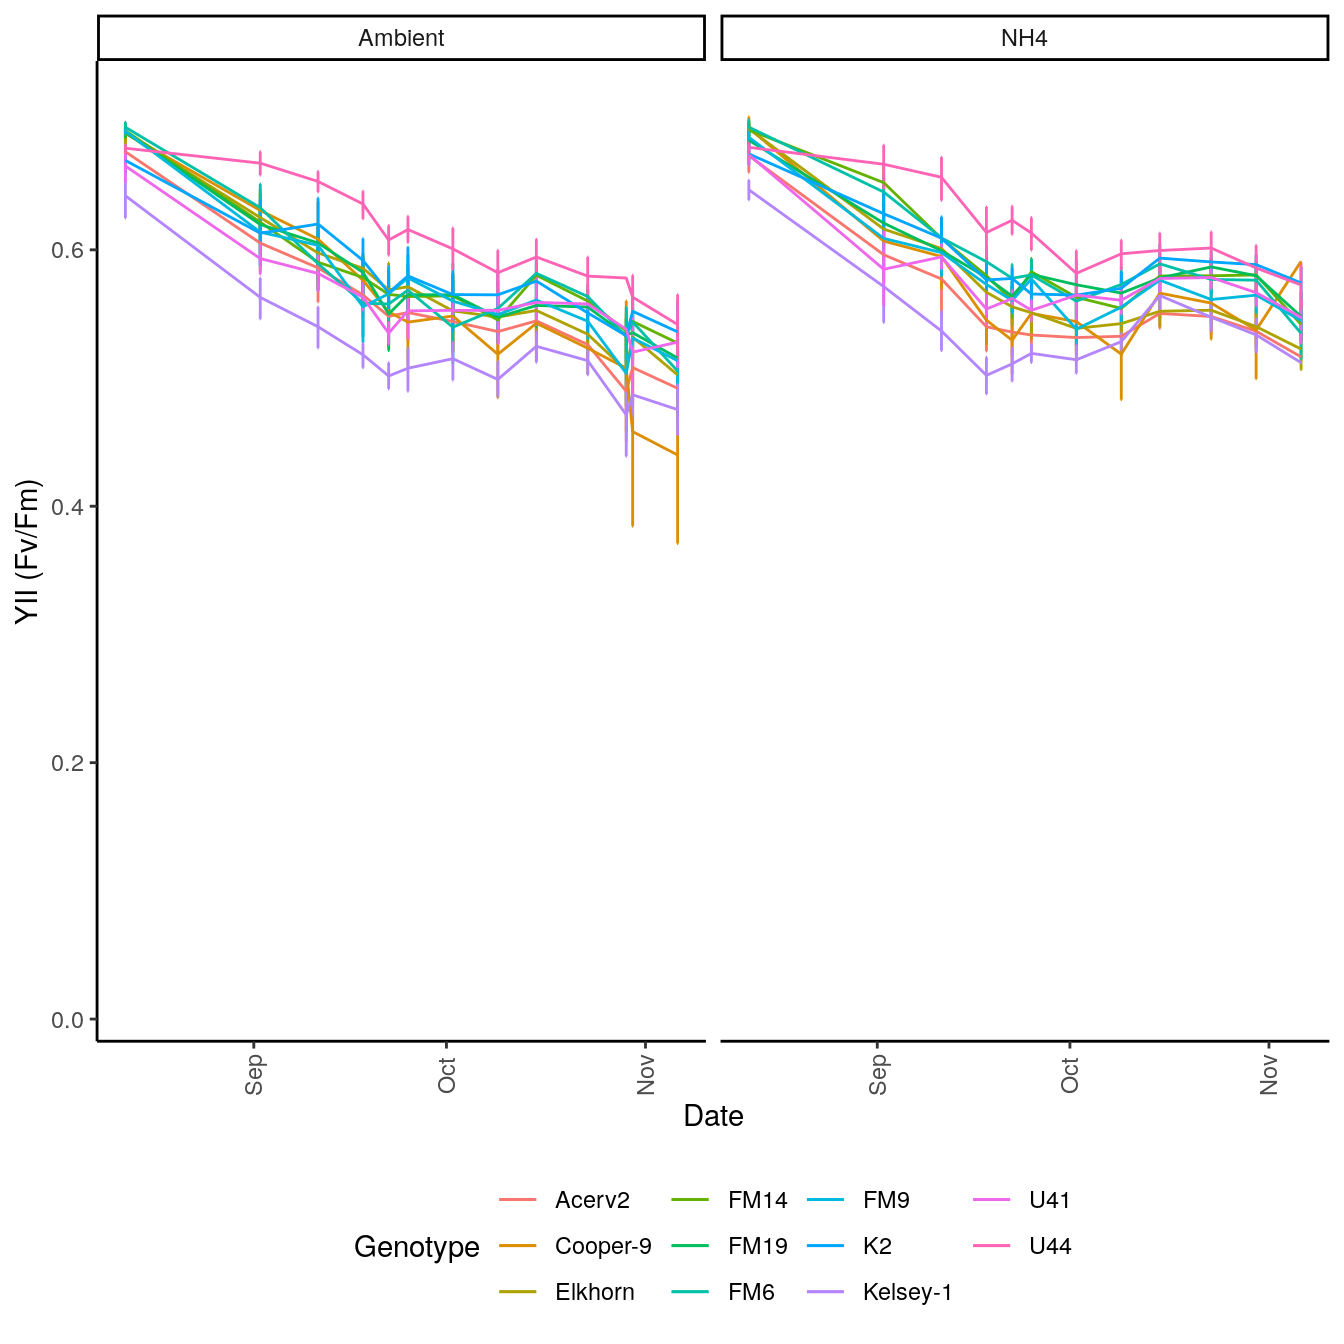 Ambient NH4
YII (Fv/Fm)
0.6
0.4
0.2
0.0
Sep Oct Nov Sep Oct Nov
Date
Genotype
Acerv2 FM14 FM9 U41
Cooper-9 FM19 K2 U44
Elkhorn FM6 Kelsey-1